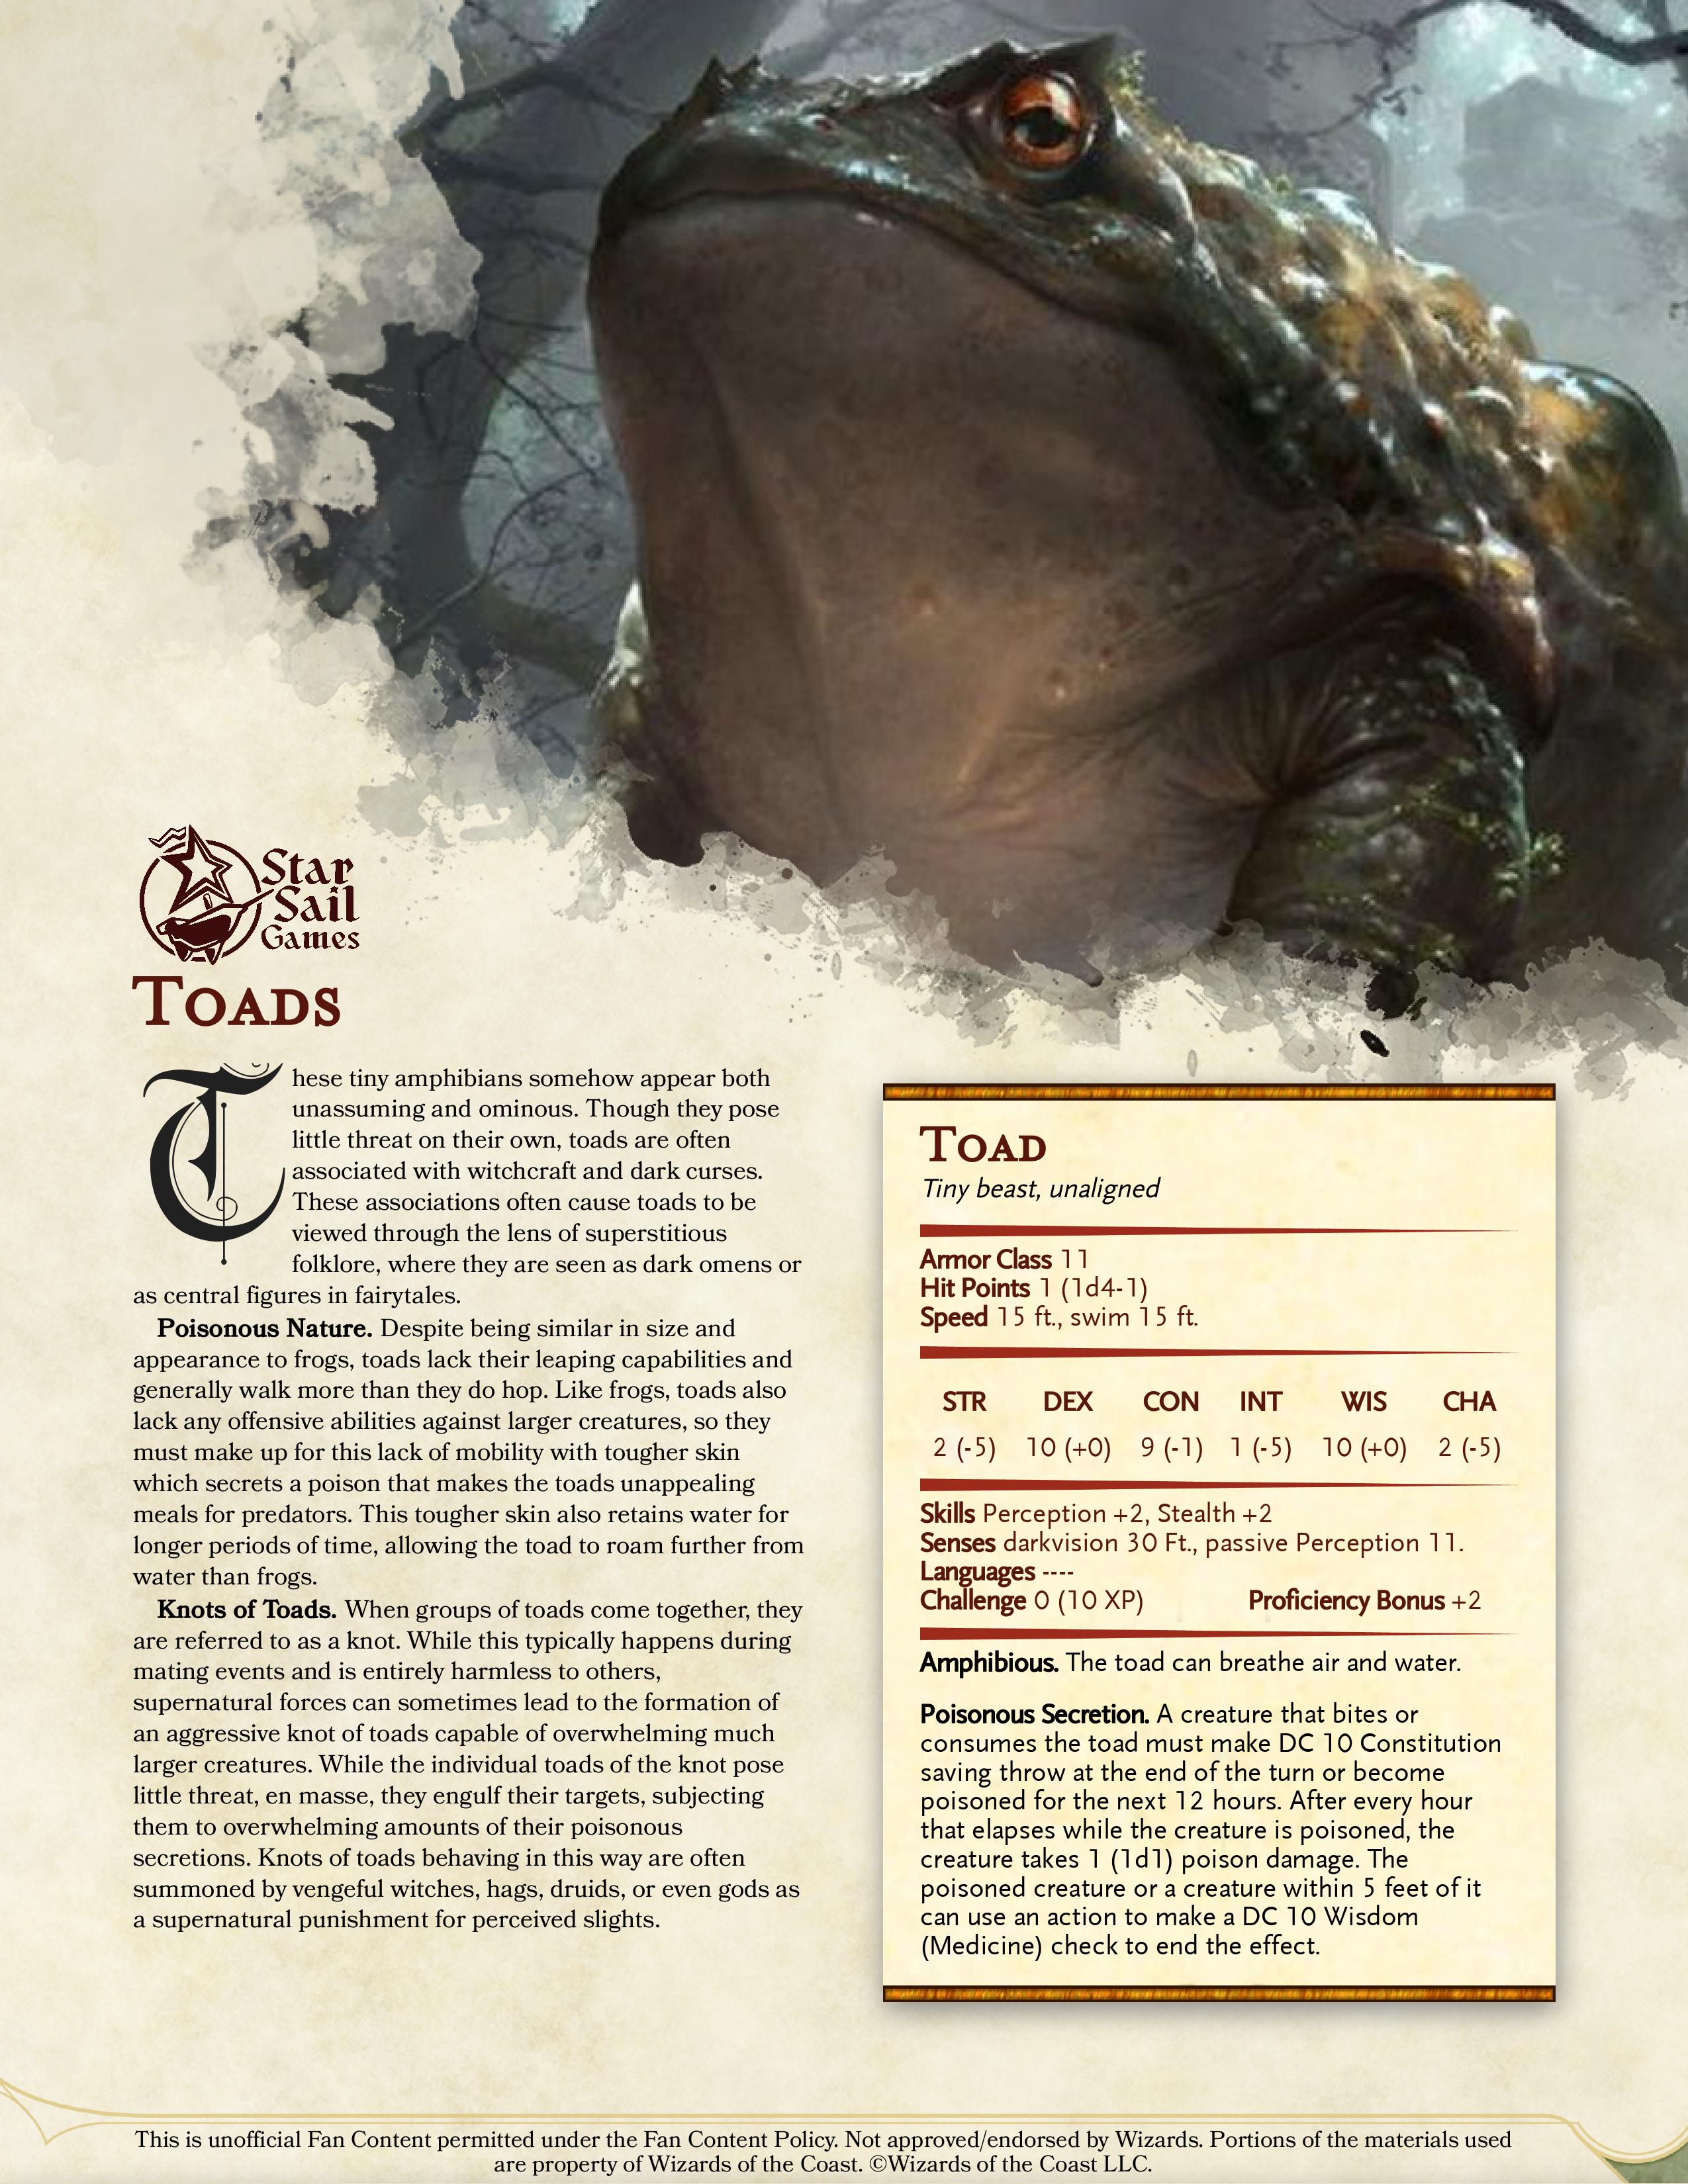 Star
Sail
Games
Toads
These tiny amphibians somehow appear both
unassuming and ominous. Though they pose
little threat on their own, toads are often
associated with witchcraft and dark curses.
These associations often cause toads to be
viewed through the lens of superstitious
folklore, where they are seen as dark omens or
as central figures in fairytales.
Poisonous Nature. Despite being similar in size and
appearance to frogs, toads lack their leaping capabilities and
generally walk more than they do hop. Like frogs, toads also
lack any offensive abilities against larger creatures, so they
must make up for this lack of mobility with tougher skin
which secrets a poison that makes the toads unappealing
meals for predators. This tougher skin also retains water for
longer periods of time, allowing the toad to roam further from
water than frogs.
Knots of Toads. When groups of toads come together, they
are referred to as a knot. While this typically happens during
mating events and is entirely harmless to others,
supernatural forces can sometimes lead to the formation of
an aggressive knot of toads capable of overwhelming much
larger creatures. While the individual toads of the knot pose
little threat, en masse, they engulf their targets, subjecting
them to overwhelming amounts of their poisonous
secretions. Knots of toads behaving in this way are often
summoned by vengeful witches, hags, druids, or even gods as
a supernatural punishment for perceived slights.
Toad
Tiny beast, unaligned
Armor Class 11
Hit Points 1 (1d4-1)
Speed 15 ft., swim 15 ft.
STR DEX CON INT WIS CHA
2 (-5) 10 (+0) 9 (-1) 1 (-5) 10 (+0) 2 (-5)
Skills Perception +2, Stealth +2
Senses darkvision 30 Ft., passive Perception 11.
Languages ----
Challenge 0 (10 XP) Proficiency Bonus +2
Amphibious. The toad can breathe air and water.
Poisonous Secretion. A creature that bites or
consumes the toad must make DC 10 Constitution
saving throw at the end of the turn or become
poisoned for the next 12 hours. After every hour
that elapses while the creature is poisoned, the
creature takes 1 (1d1) poison damage. The
poisoned creature or a creature within 5 feet of it
can use an action to make a DC 10 Wisdom
(Medicine) check to end the effect.
This is unofficial Fan Content permitted under the Fan Content Policy. Not approved/endorsed by Wizards. Portions of the materials used
are property of Wizards of the Coast. ©Wizards of the Coast LLC.